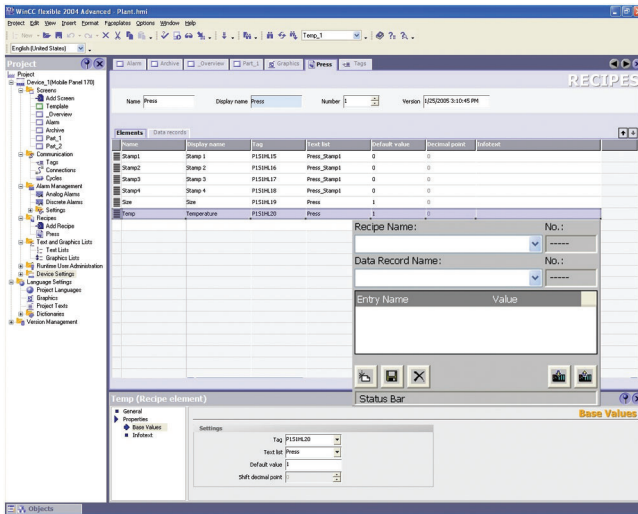 WinCC flexible 2004 Advanced - Plant.hmi
Project Edit View Insert Format Faceplates Options Window Help
New
Temp_1
English (United States)
Project
Alarm Archive _Overview Part_1 Graphics Press Tags
RECIPES
Project
Device_1(Mobile Panel 170)
Screens
Add Screen
Template
_Overview
Alarm
Archive
Part_1
Part_2
Communication
Tags
Connections
Cycles
Alarm Management
Analog Alarms
Discrete Alarms
Settings
Recipes
Add Recipe
Press
Text and Graphics Lists
Text Lists
Graphics Lists
Runtime User Administration
Device Settings
Language Settings
Project Languages
Graphics
Project Texts
Dictionaries
Version Management
Name Press Display name Press Number 1 Version 1/25/2005 3:10:45 PM
Elements Data records
Name Display name Tag Text list Default value Decimal point Infotext
Stamp1 Stamp 1 P1S1HL15 Press_Stamp1 0 0
Stamp2 Stamp 2 P1S1HL16 Press_Stamp1 0 0
Stamp3 Stamp 3 P1S1HL17 Press_Stamp1 0 0
Stamp4 Stamp 4 P1S1HL18 Press_Stamp1 0 0
Size Size P1S1HL19 Press 1 0
Temp Temperature P1S1HL20 Press 1 0
Recipe Name: No.:
-----
Data Record Name: No.:
-----
Entry Name Value
Status Bar
Temp (Recipe element)
General
Properties
Base Values
Infotext
Base Values
Settings
Tag P1S1HL20
Text list Press
Default value 1
Shift decimal point 0
Objects